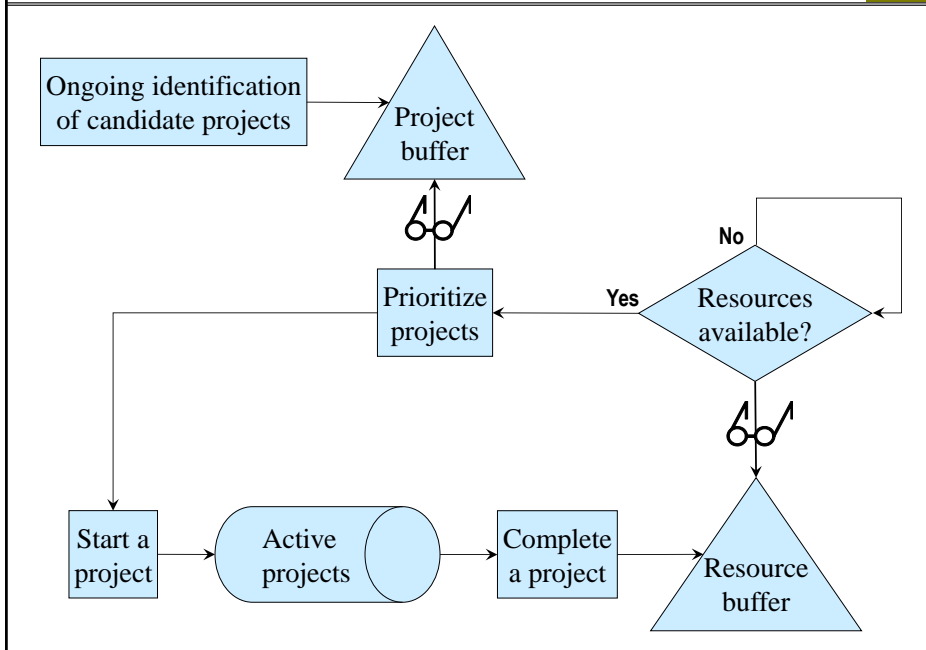 Ongoing identification
of candidate projects
Project
buffer
No
Prioritize
projects
Yes
Resources
available?
Start a
project
Active
projects
Complete
a project
Resource
buffer